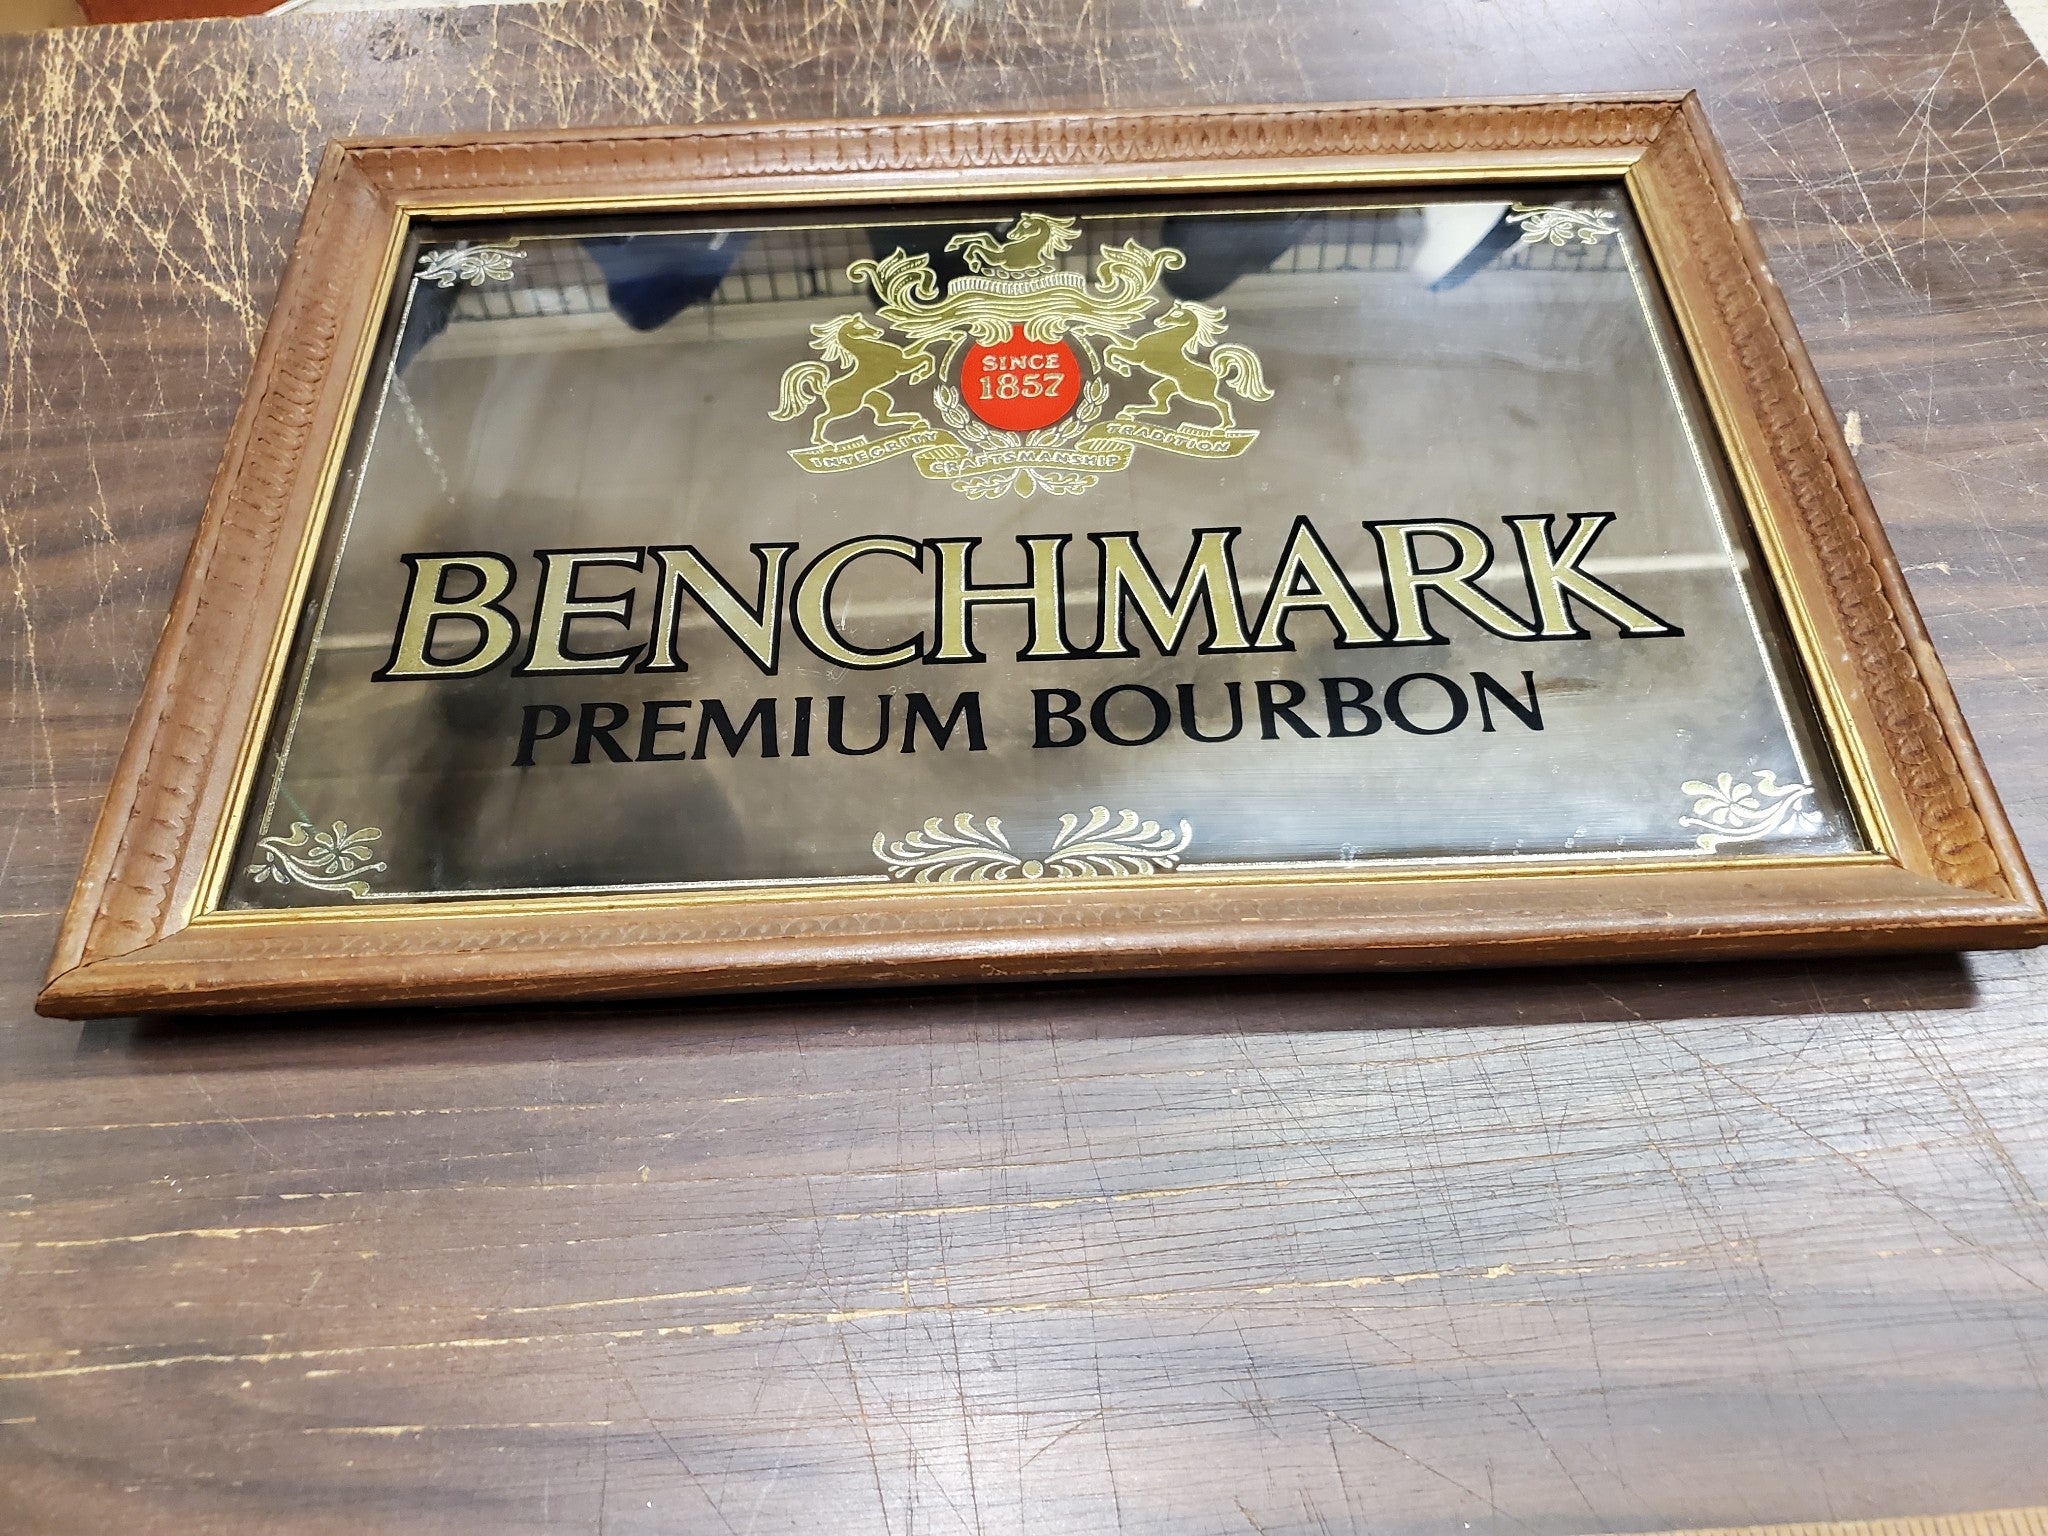 SINCE
1857
INTEGRITY CRAFTSMANSHIP TRADITION
BENCHMARK
PREMIUM BOURBON